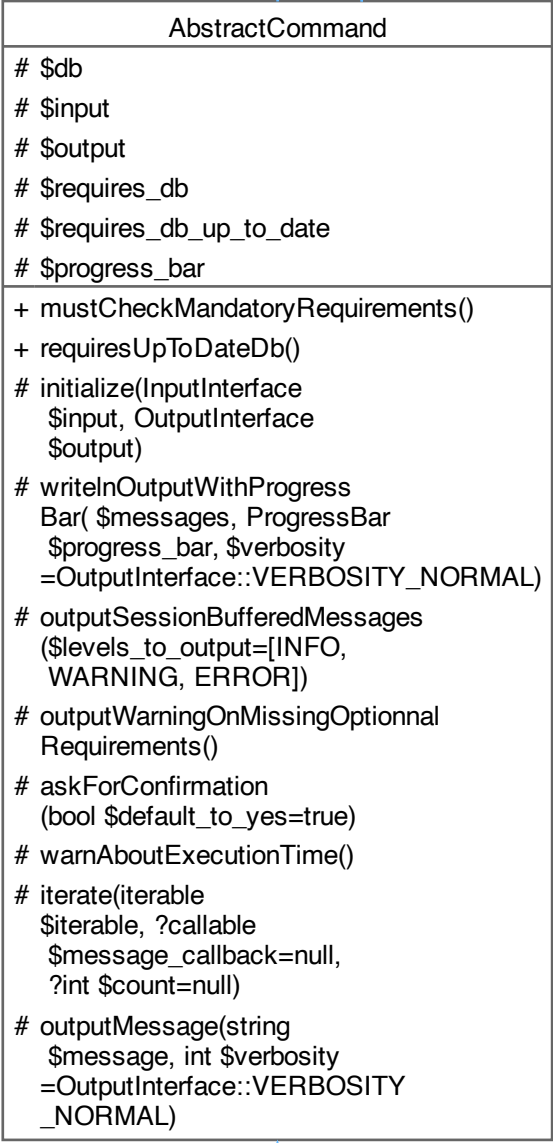 AbstractCommand
# $db
# $input
# $output
# $requires_db
# $requires_db_up_to_date
# $progress_bar
+ mustCheckMandatoryRequirements()
+ requiresUpToDateDb()
# initialize(InputInterface
$input, OutputInterface
$output)
# writeInOutputWithProgress
Bar( $messages, ProgressBar
$progress_bar, $verbosity
=OutputInterface::VERBOSITY_NORMAL)
# outputSessionBufferedMessages
($levels_to_output=[INFO,
WARNING, ERROR])
# outputWarningOnMissingOptionnal
Requirements()
# askForConfirmation
(bool $default_to_yes=true)
# warnAboutExecutionTime()
# iterate(iterable
$iterable, ?callable
$message_callback=null,
?int $count=null)
# outputMessage(string
$message, int $verbosity
=OutputInterface::VERBOSITY
_NORMAL)